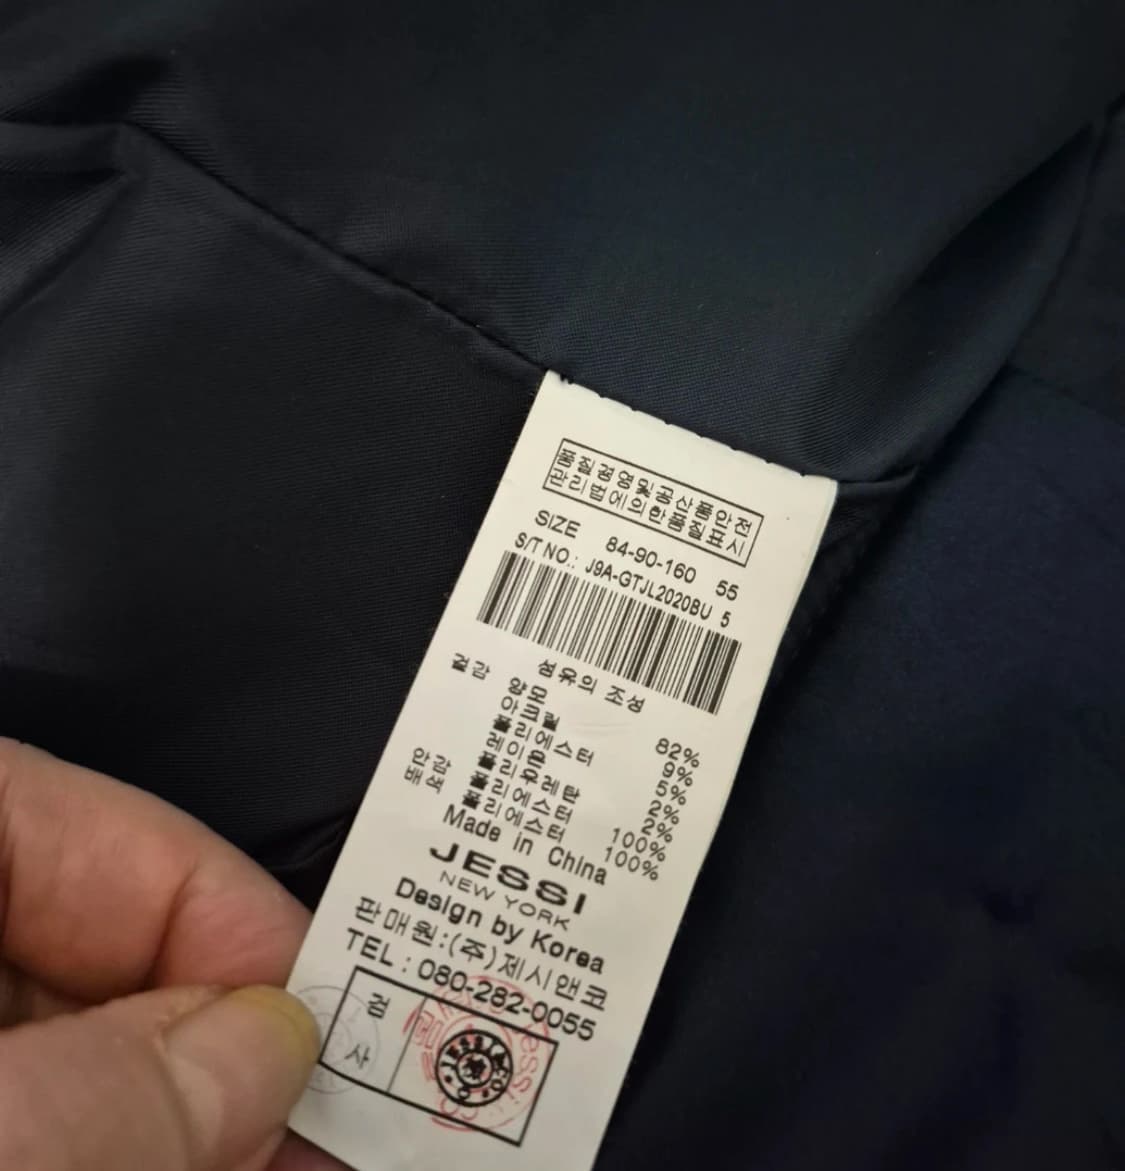 품질경영및공산품안전
관리법에의한품질표시
SIZE 84-90-160 55
S/T NO.: J9A-GTJL202OBU 5
섬유의 조성
겉감 양모 82%
아크릴 9%
폴리에스터 5%
레이온 2%
폴리우레탄 2%
안감 폴리에스터 100%
배색 폴리에스터 100%
Made in China
JESSI
NEW YORK
Design by Korea
판매원:(주)제시앤코
TEL : 080-282-0055
검
사
JESSI&CO